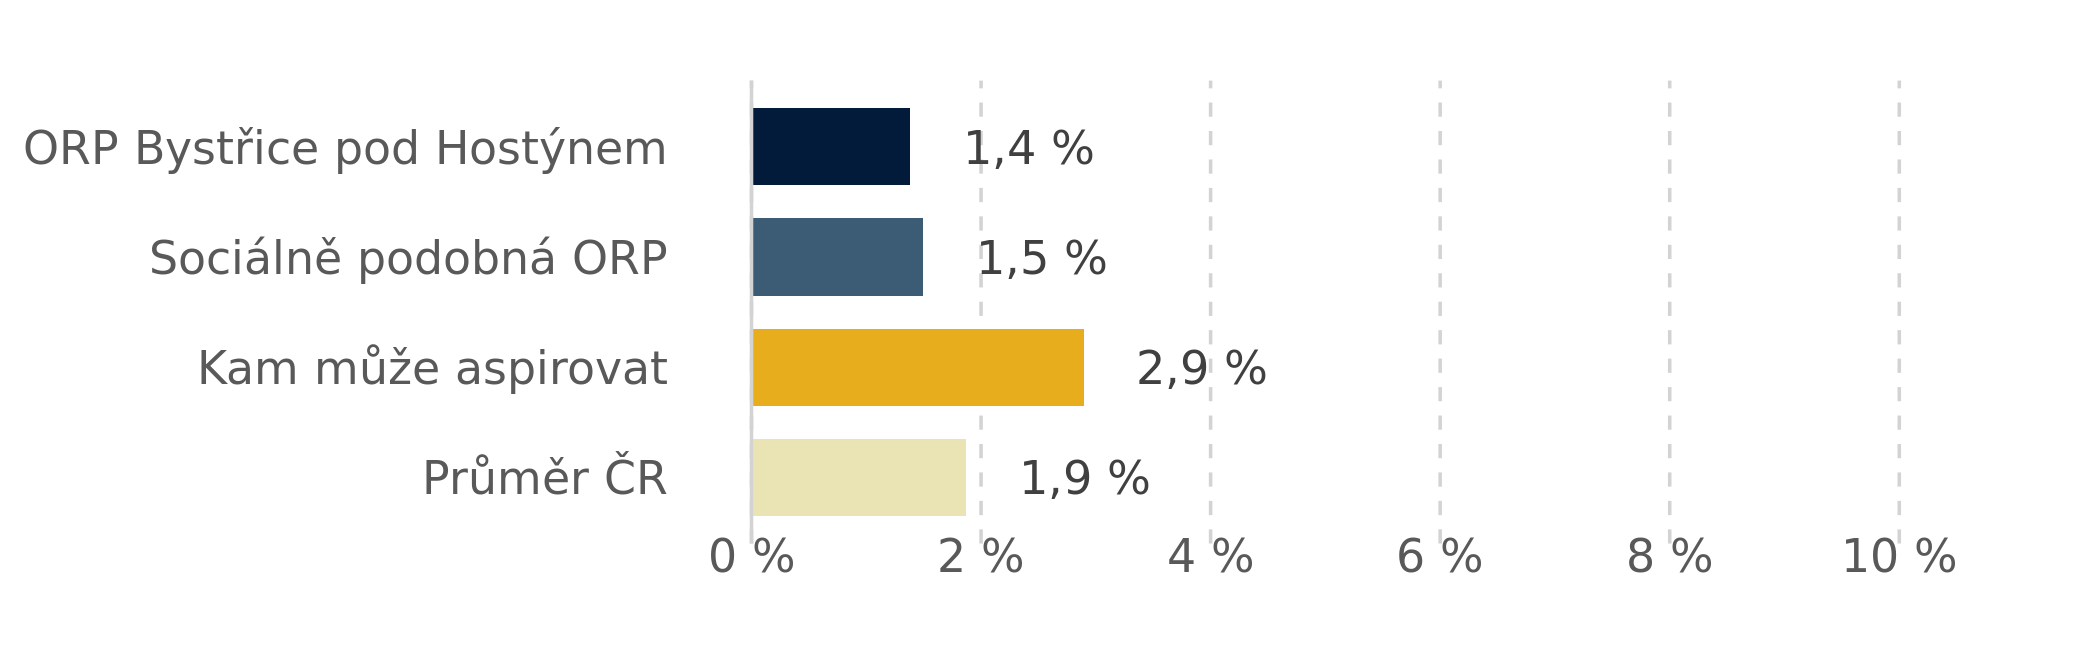 ORP Bystřice pod Hostýnem 1,4 %
Sociálně podobná ORP 1,5 %
Kam může aspirovat 2,9 %
Průměr ČR 1,9 %
0 % 2 % 4 % 6 % 8 % 10 %